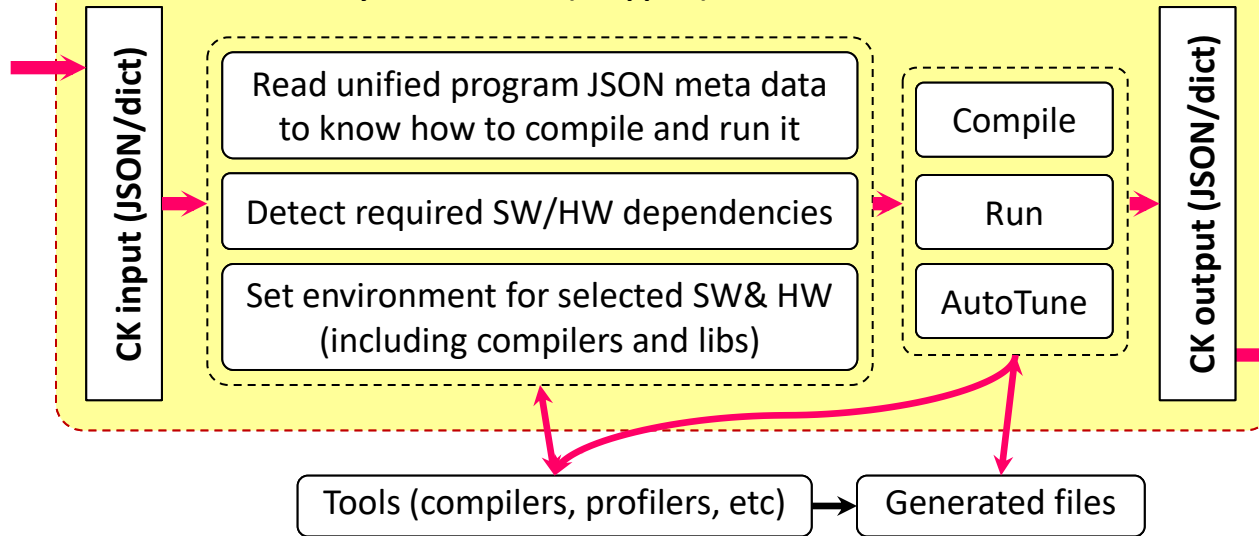 CK input (JSON/dict)
Read unified program JSON meta data
to know how to compile and run it
Detect required SW/HW dependencies
Set environment for selected SW& HW
(including compilers and libs)
Compile
Run
AutoTune
CK output (JSON/dict)
Tools (compilers, profilers, etc)
Generated files